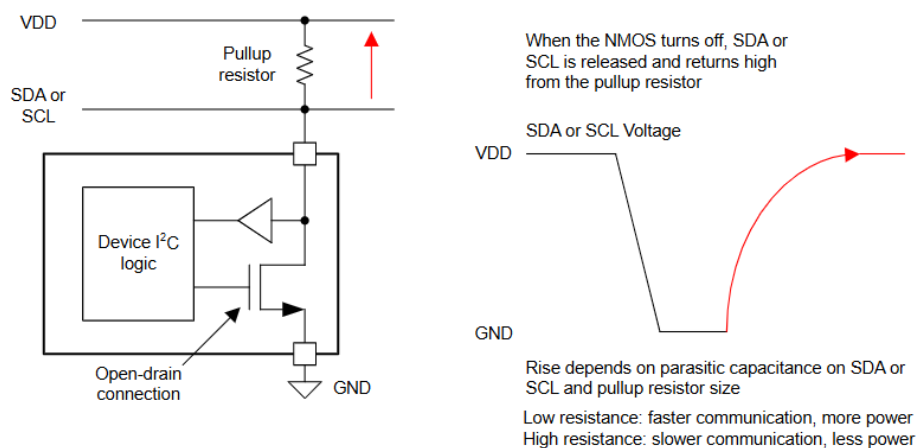 VDD
Pullup
resistor
SDA or
SCL
Device I²C
logic
Open-drain
connection
GND
When the NMOS turns off, SDA or
SCL is released and returns high
from the pullup resistor
SDA or SCL Voltage
VDD
GND
Rise depends on parasitic capacitance on SDA or
SCL and pullup resistor size
Low resistance: faster communication, more power
High resistance: slower communication, less power